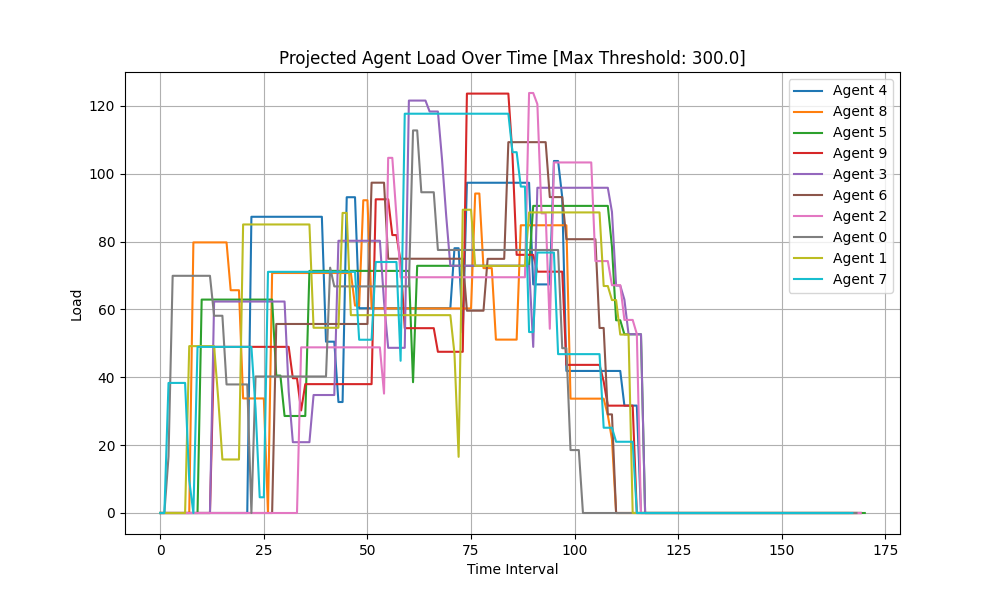 Projected Agent Load Over Time [Max Threshold: 300.0]
Load
120
100
80
60
40
20
0
0 25 50 75 100 125 150 175
Time Interval
Agent 4
Agent 8
Agent 5
Agent 9
Agent 3
Agent 6
Agent 2
Agent 0
Agent 1
Agent 7